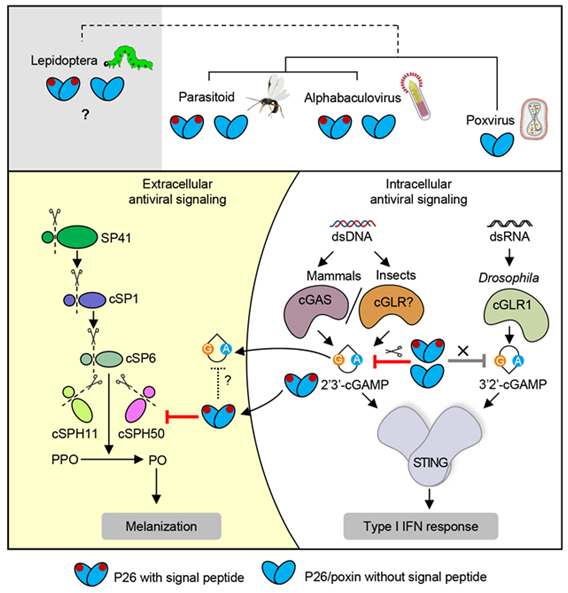 Lepidoptera
?
Parasitoid
Alphabaculovirus
Poxvirus
Extracellular
antiviral signaling
Intracellular
antiviral signaling
SP41
cSP1
cSP6
cSPH11
cSPH50
PPO
PO
Melanization
G
A
?
dsDNA
dsRNA
Mammals
Insects
Drosophila
cGAS
cGLR?
cGLR1
G
A
2'3'-cGAMP
G
A
3'2'-cGAMP
STING
Type I IFN response
P26 with signal peptide
P26/poxin without signal peptide